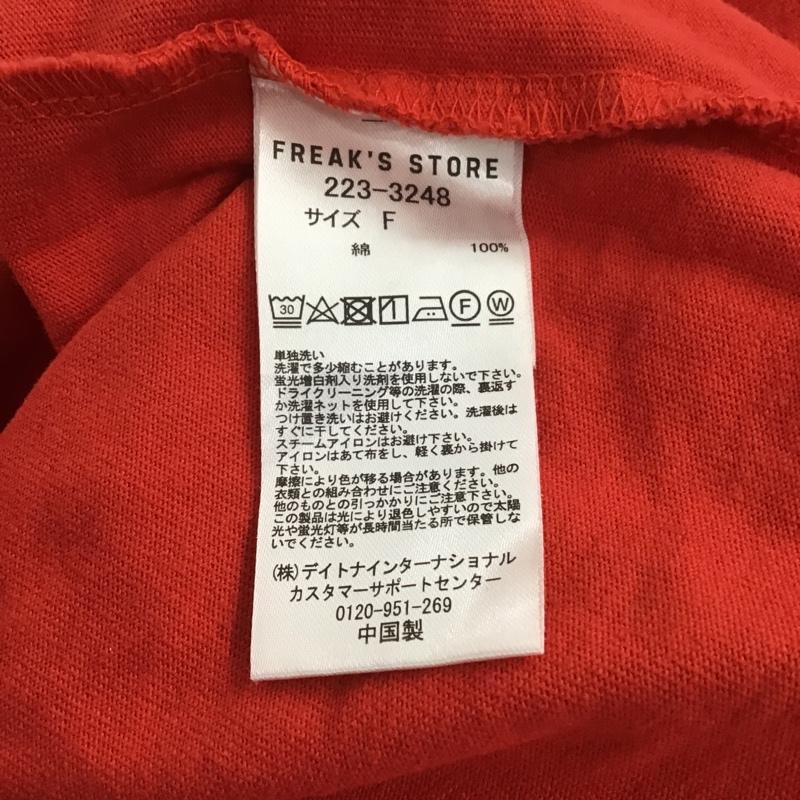 FREAK'S STORE
223-3248
サイズ F
綿 100%
30 F W
単独洗い
洗濯で多少縮むことがあります。
蛍光増白剤入り洗剤を使用しないで下さい。
ドライクリーニング等の洗濯の際、裏返す
か洗濯ネットを使用して下さい。
つけ置き洗いはお避けください。洗濯後は
すぐに干してください。
スチームアイロンはお避け下さい。
アイロンはあて布をし、軽く裏から掛けて
下さい。
摩擦により色が移る場合があります。他の
衣類との組み合わせにご注意ください。
他のものとの引っかかりにご注意下さい。
この製品は光により退色しやすいので太陽
光や蛍光灯等が長時間当たる所で保管しな
いでください。
(株)デイトナインターナショナル
カスタマーサポートセンター
0120-951-269
中国製